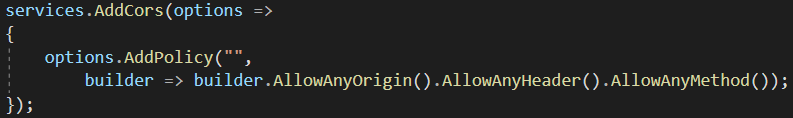 services.AddCors(options =>
{
    options.AddPolicy("",
        builder => builder.AllowAnyOrigin().AllowAnyHeader().AllowAnyMethod());
});